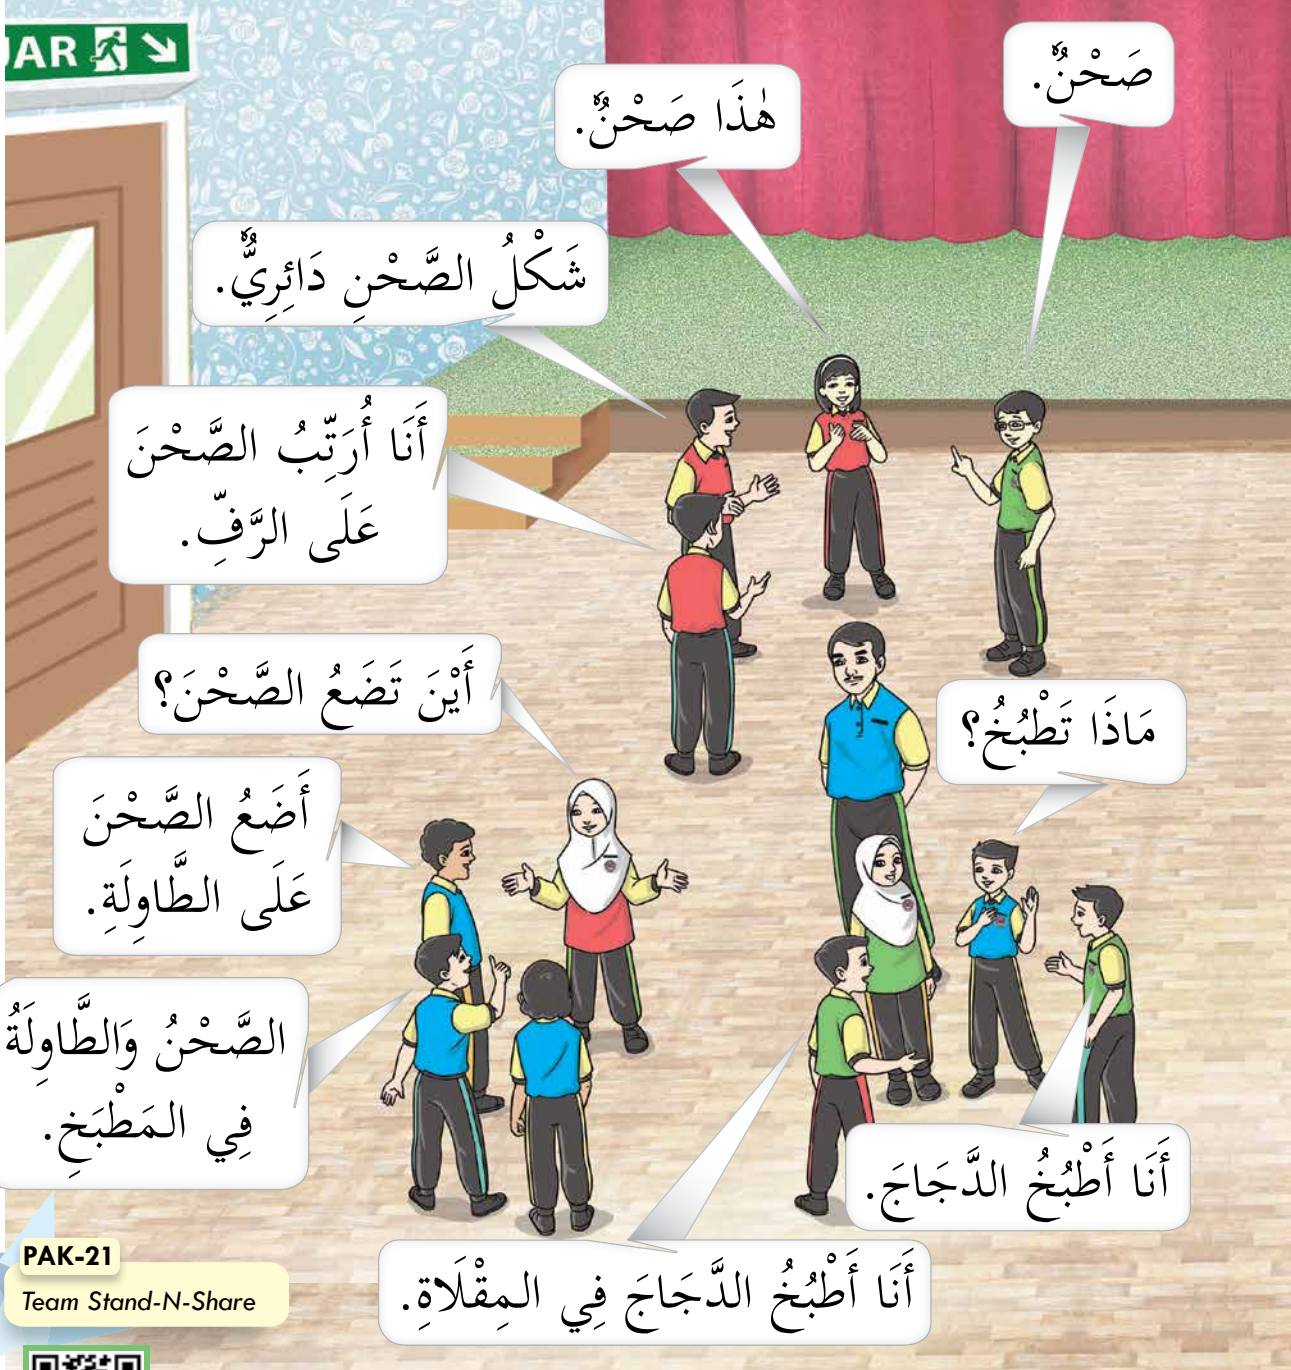 JAR
صَحْنٌ.
هٰذَا صَحْنٌ.
شَكْلُ الصَّحْنِ دَائِرِيٌّ.
أَنَا أُرَتِّبُ الصَّحْنَ
عَلَى الرَّفِّ.
أَيْنَ تَضَعُ الصَّحْنَ؟
مَاذَا تَطْبُخُ؟
أَضَعُ الصَّحْنَ
عَلَى الطَّاوِلَةِ.
الصَّحْنُ وَالطَّاوِلَةُ
فِي المَطْبَخِ.
أَنَا أَطْبُخُ الدَّجَاجَ.
أَنَا أَطْبُخُ الدَّجَاجَ فِي المِقْلَاةِ.
PAK-21
Team Stand-N-Share